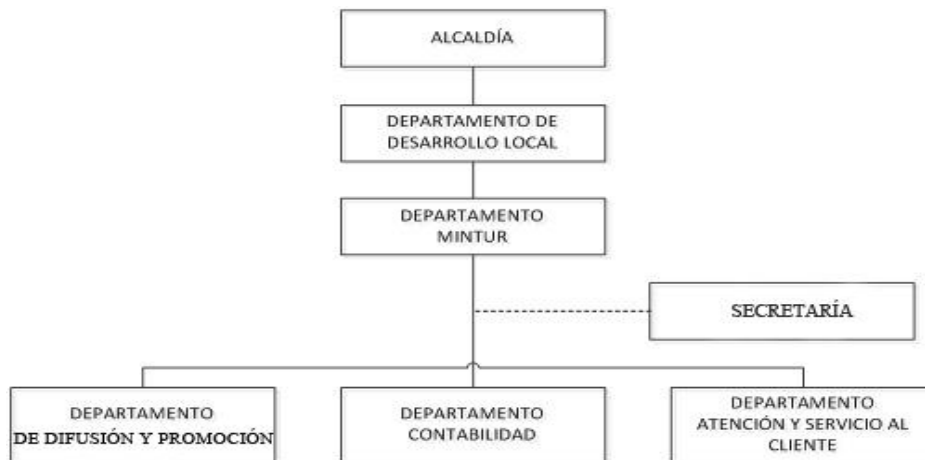 ALCALDÍA
DEPARTAMENTO DE
DESARROLLO LOCAL
DEPARTAMENTO
MINTUR
SECRETARÍA
DEPARTAMENTO
DE DIFUSIÓN Y PROMOCIÓN
DEPARTAMENTO
CONTABILIDAD
DEPARTAMENTO
ATENCIÓN Y SERVICIO AL
CLIENTE